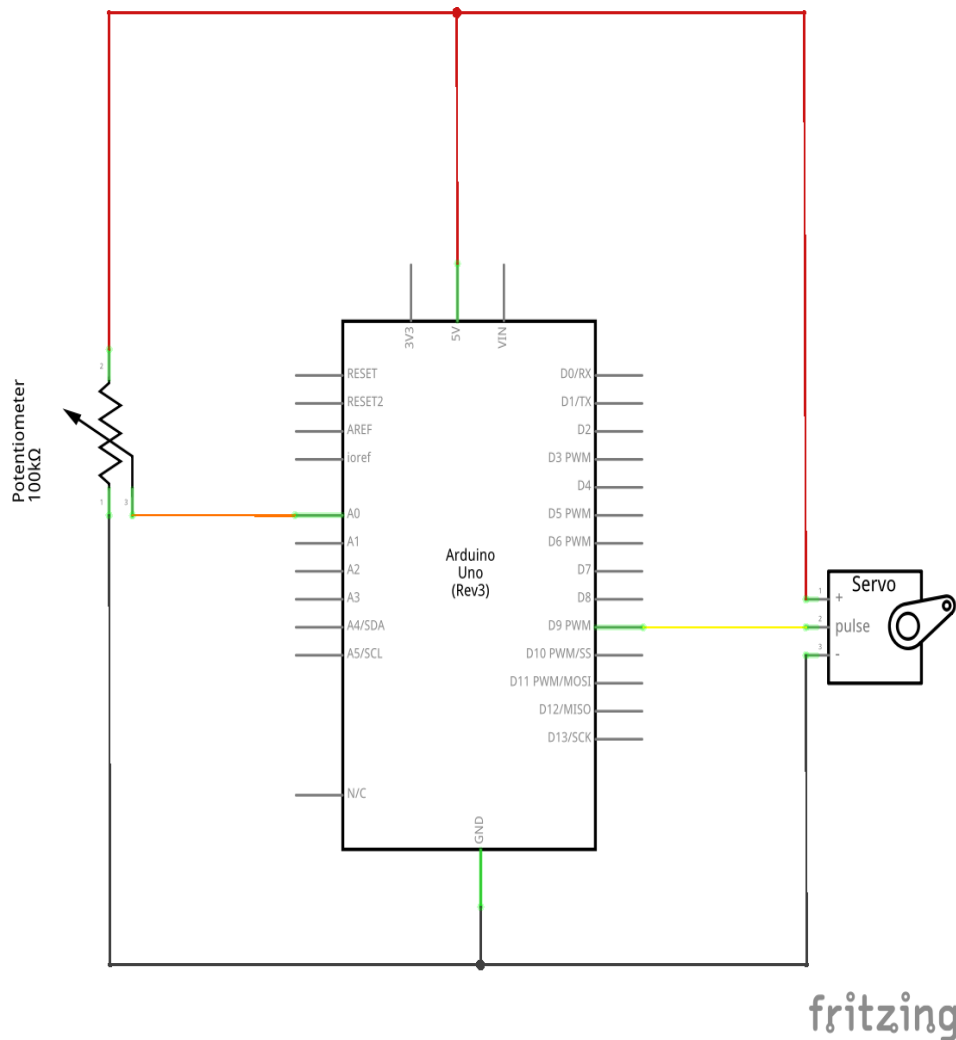 3V3
5V
VIN
RESET
RESET2
AREF
ioref
A0
A1
A2
A3
A4/SDA
A5/SCL
N/C
D0/RX
D1/TX
D2
D3 PWM
D4
D5 PWM
D6 PWM
D7
D8
D9 PWM
D10 PWM/SS
D11 PWM/MOSI
D12/MISO
D13/SCK
GND
Arduino
Uno
(Rev3)
Potentiometer
100kΩ
2
1
3
Servo
1
+
2
pulse
3
-
fritzing